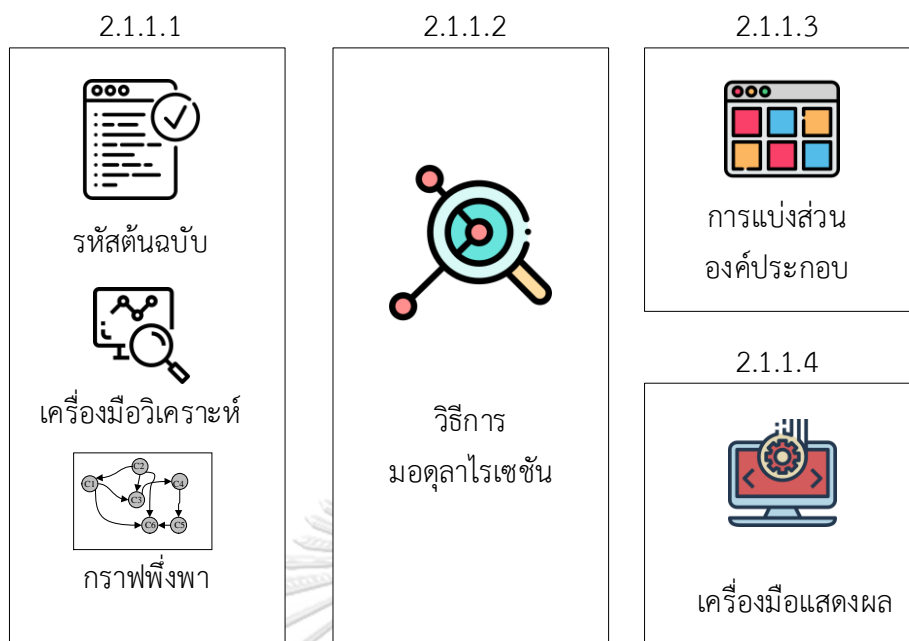 2.1.1.1
รหัสต้นฉบับ
เครื่องมือวิเคราะห์
C1
C2
C3
C4
C6
C5
กราฟพึ่งพา
2.1.1.2
วิธีการ
มอดุลาไรเซชัน
2.1.1.3
การแบ่งส่วน
องค์ประกอบ
2.1.1.4
เครื่องมือแสดงผล